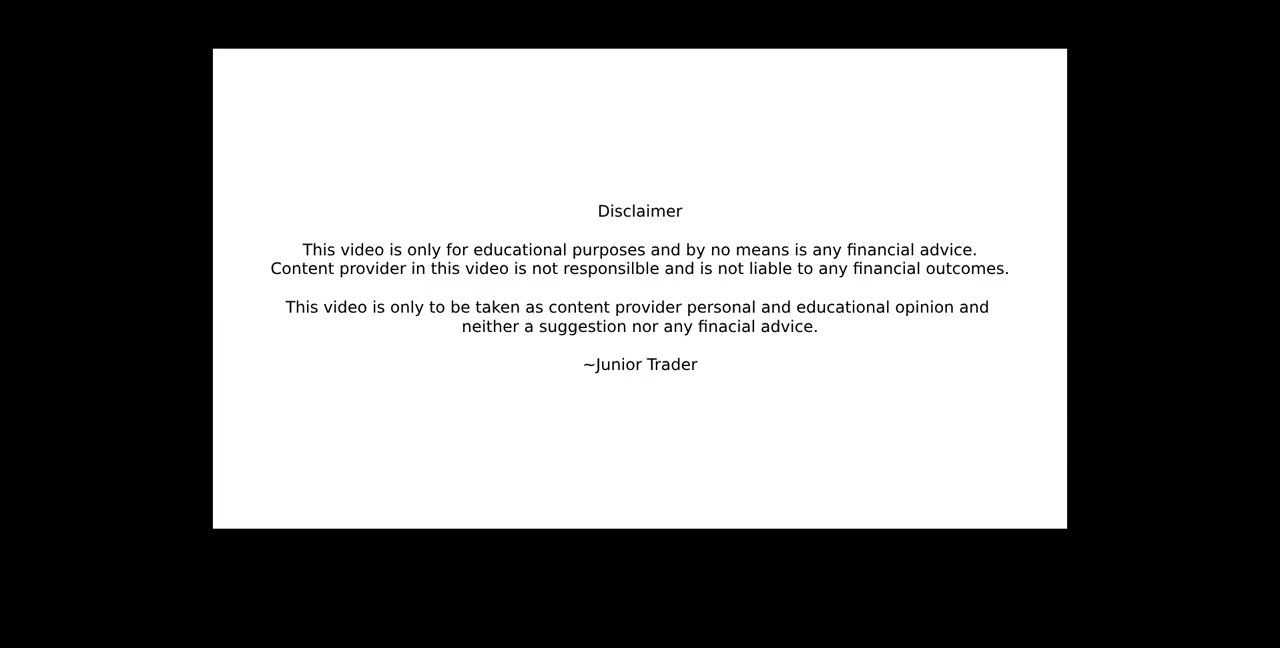 Disclaimer
This video is only for educational purposes and by no means is any financial advice.
Content provider in this video is not responsilble and is not liable to any financial outcomes.
This video is only to be taken as content provider personal and educational opinion and
neither a suggestion nor any finacial advice.
~Junior Trader